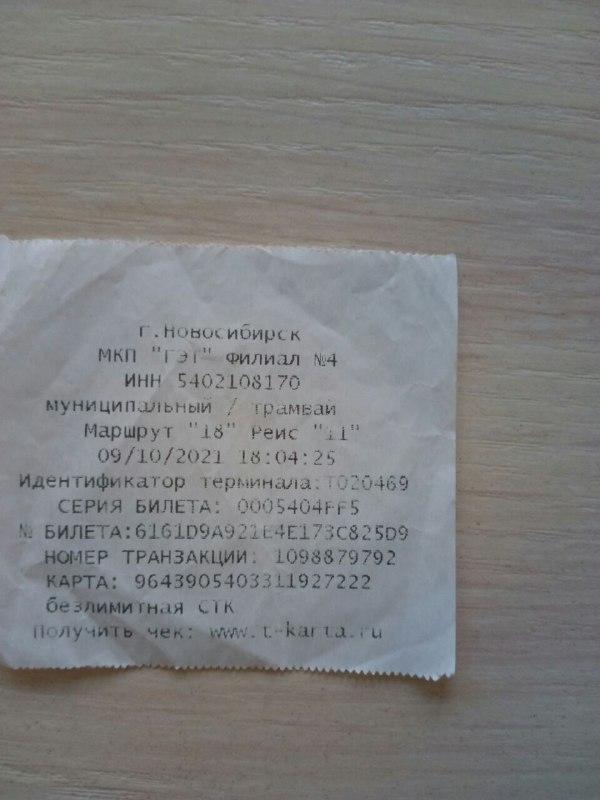 г.Новосибирск
МКП "ГЭТ" Филиал №4
ИНН 5402108170
муниципальный / трамвай
Маршрут "18" Рейс "11"
09/10/2021 18:04:25
Идентификатор терминала:T020469
СЕРИЯ БИЛЕТА: 0005404FF5
№ БИЛЕТА:6161D9A921E4E173C825D9
НОМЕР ТРАНЗАКЦИИ: 1098879792
КАРТА: 9643905403311927222
безлимитная СТК
Получить чек: www.t-karta.ru